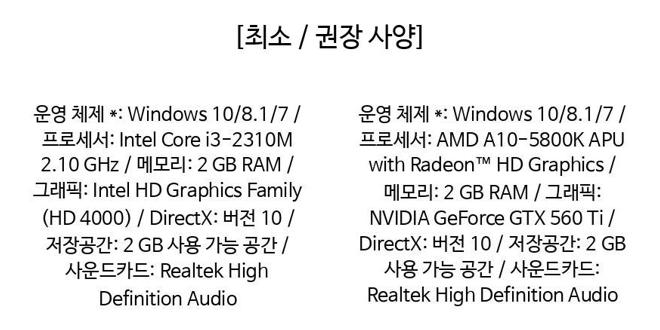 [최소 / 권장 사양]
운영 체제 *: Windows 10/8.1/7 /
프로세서: Intel Core i3-2310M
2.10 GHz / 메모리: 2 GB RAM /
그래픽: Intel HD Graphics Family
(HD 4000) / DirectX: 버전 10 /
저장공간: 2 GB 사용 가능 공간 /
사운드카드: Realtek High
Definition Audio
운영 체제 *: Windows 10/8.1/7 /
프로세서: AMD A10-5800K APU
with Radeon™ HD Graphics /
메모리: 2 GB RAM / 그래픽:
NVIDIA GeForce GTX 560 Ti /
DirectX: 버전 10 / 저장공간: 2 GB
사용 가능 공간 / 사운드카드:
Realtek High Definition Audio